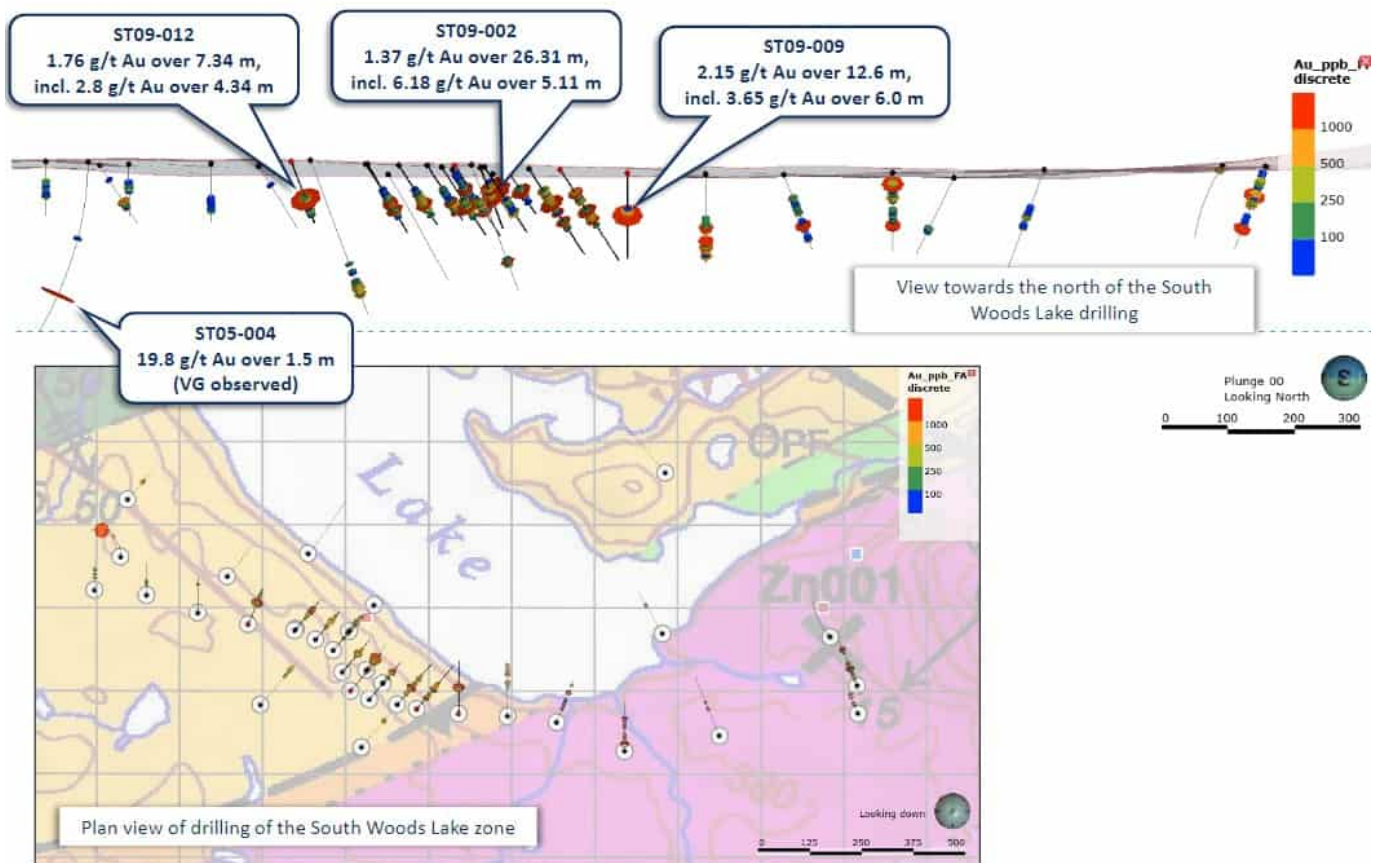 ST09-012
1.76 g/t Au over 7.34 m,
incl. 2.8 g/t Au over 4.34 m
ST09-002
1.37 g/t Au over 26.31 m,
incl. 6.18 g/t Au over 5.11 m
ST09-009
2.15 g/t Au over 12.6 m,
incl. 3.65 g/t Au over 6.0 m
discrete
1000
500
250
100
View towards the north of the South
Woods Lake drilling
ST05-004
19.8 g/t Au over 1.5 m
(VG observed)
Plunge 00
Looking North
S
0 100 200 300
Au_ppb_FA
discrete
1000
500
250
100
50
Lake
OPF
Zn001
5
380
Plan view of drilling of the South Woods Lake zone
Looking down
0 125 250 375 500